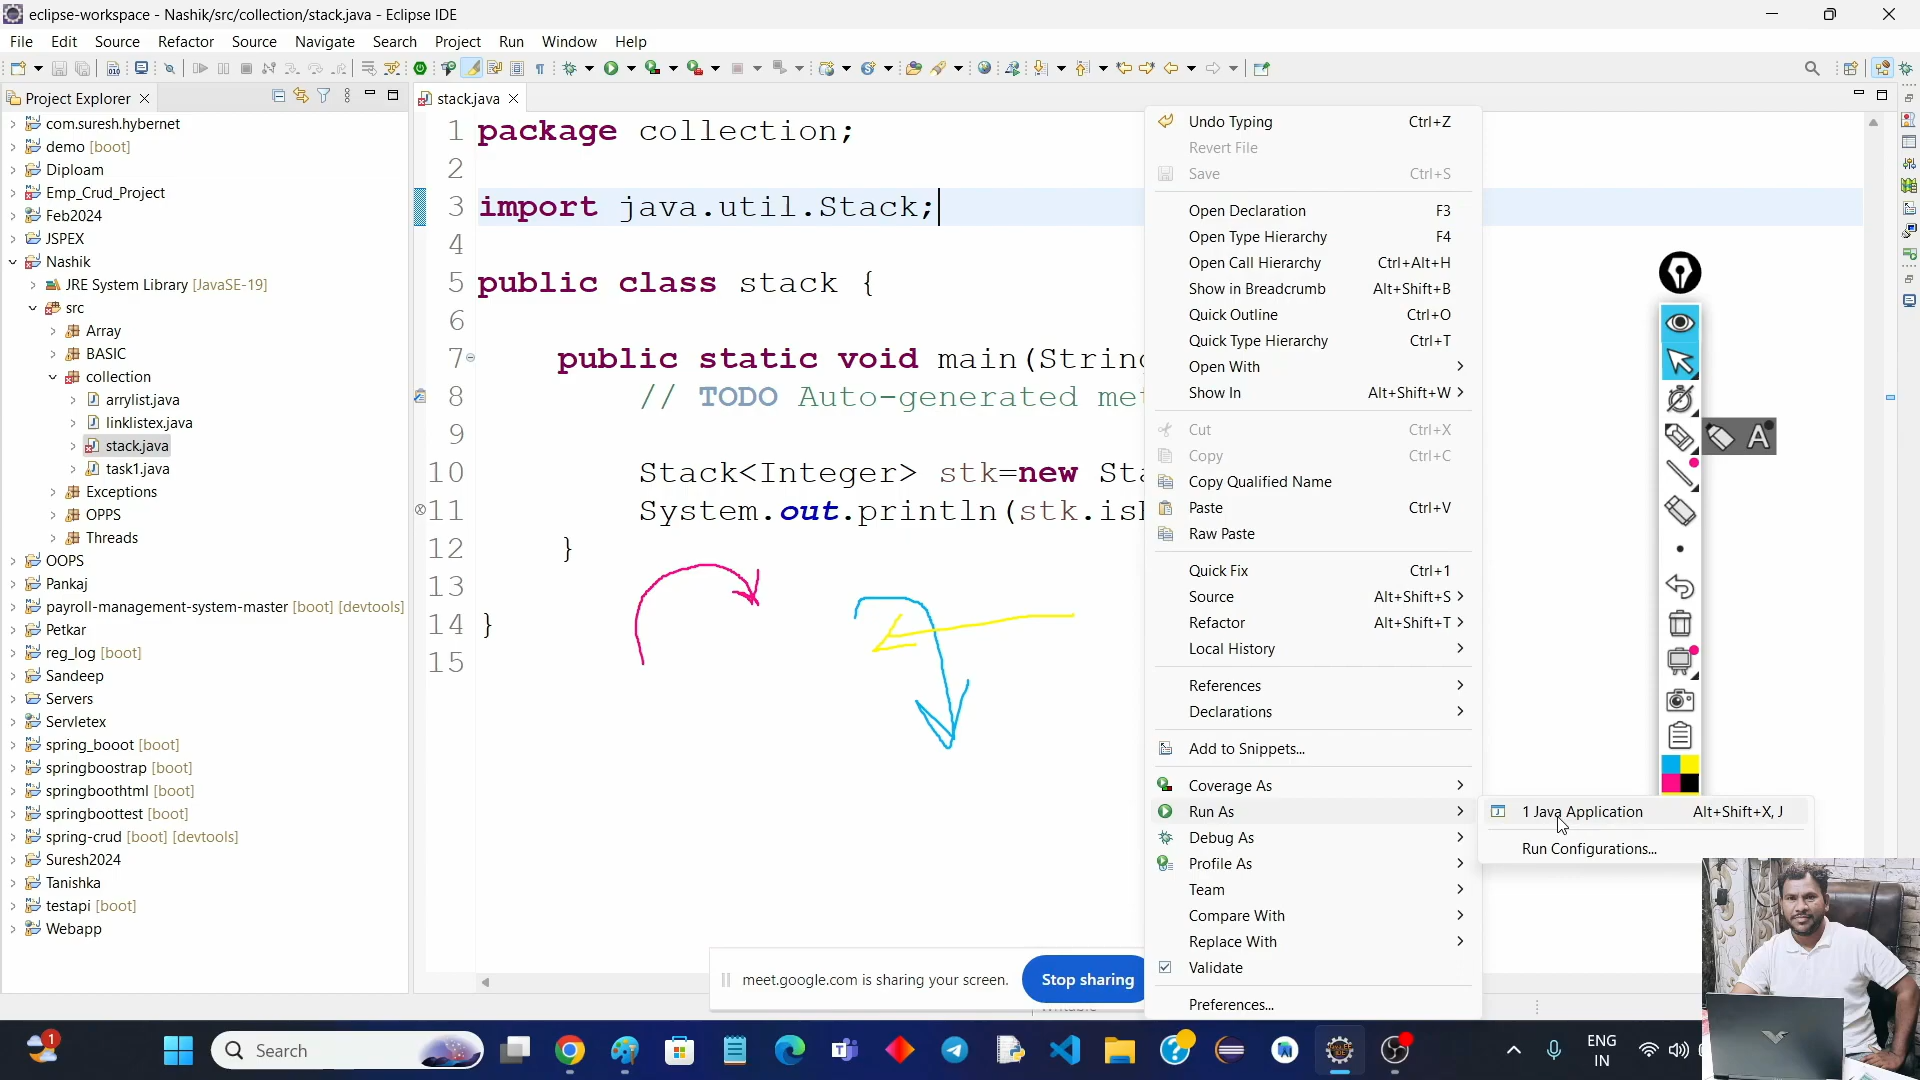 eclipse-workspace - Nashik/src/collection/stack.java - Eclipse IDE
File Edit Source Refactor Source Navigate Search Project Run Window Help
Project Explorer
com.suresh.hybernet
demo [boot]
Diploam
Emp_Crud_Project
Feb2024
JSPEX
Nashik
JRE System Library [JavaSE-19]
src
Array
BASIC
collection
arrylist.java
linklistex.java
stack.java
task1.java
Exceptions
OPPS
Threads
OOPS
Pankaj
payroll-management-system-master [boot] [devtools]
Petkar
reg_log [boot]
Sandeep
Servers
Servletex
spring_booot [boot]
springboostrap [boot]
springboothtml [boot]
springboottest [boot]
spring-crud [boot] [devtools]
Suresh2024
Tanishka
testapi [boot]
Webapp
stack.java
1 package collection;
2
3 import java.util.Stack;
4
5 public class stack {
6
7 public static void main(String
8 // TODO Auto-generated me
9
10 Stack<Integer> stk=new Sta
11 System.out.println(stk.is
12 }
13
14 }
15
Undo Typing Ctrl+Z
Revert File
Save Ctrl+S
Open Declaration F3
Open Type Hierarchy F4
Open Call Hierarchy Ctrl+Alt+H
Show in Breadcrumb Alt+Shift+B
Quick Outline Ctrl+O
Quick Type Hierarchy Ctrl+T
Open With
Show In Alt+Shift+W
Cut Ctrl+X
Copy Ctrl+C
Copy Qualified Name
Paste Ctrl+V
Raw Paste
Quick Fix Ctrl+1
Source Alt+Shift+S
Refactor Alt+Shift+T
Local History
References
Declarations
Add to Snippets...
Coverage As
Run As
Debug As
Profile As
Team
Compare With
Replace With
Validate
Preferences...
1 Java Application Alt+Shift+X, J
Run Configurations...
A
meet.google.com is sharing your screen. Stop sharing
1
Search
ENG
IN